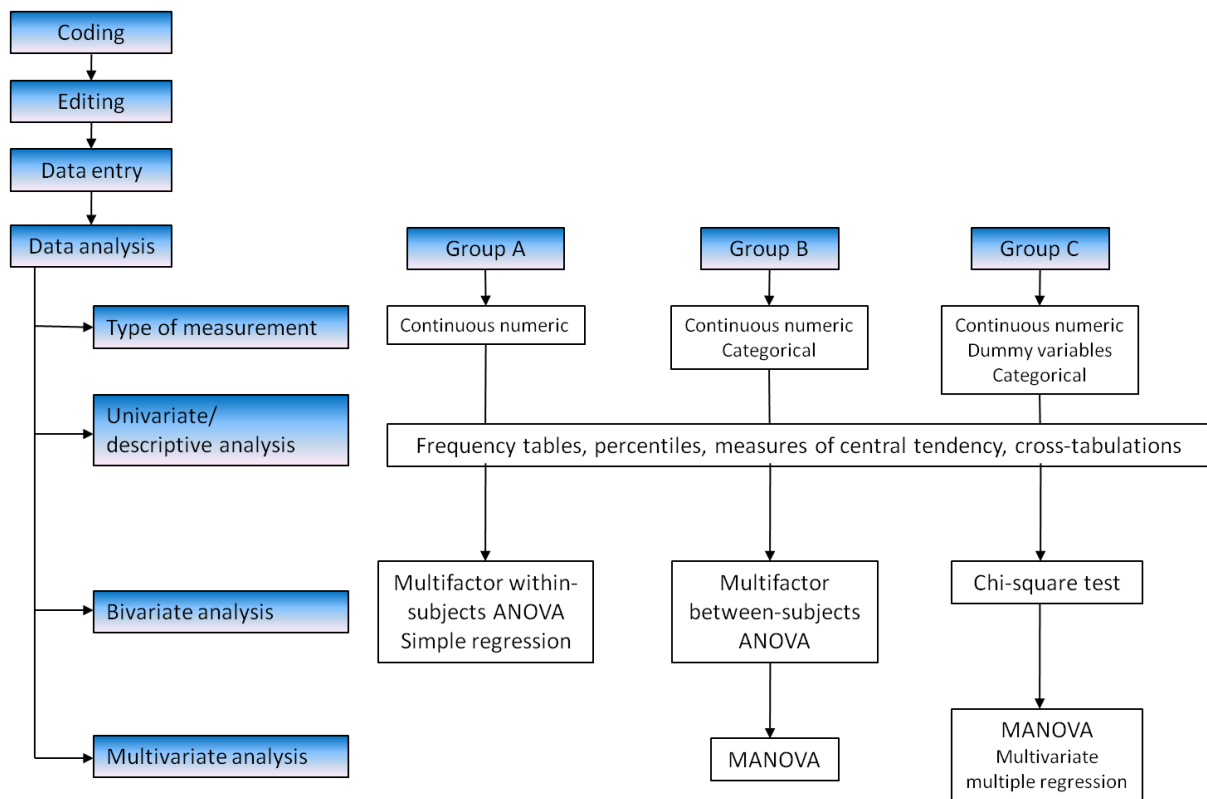 Coding
Editing
Data entry
Data analysis
Group A
Group B
Group C
Type of measurement
Continuous numeric
Continuous numeric
Categorical
Continuous numeric
Dummy variables
Categorical
Univariate/
descriptive analysis
Frequency tables, percentiles, measures of central tendency, cross-tabulations
Bivariate analysis
Multifactor within-
subjects ANOVA
Simple regression
Multifactor
between-subjects
ANOVA
Chi-square test
Multivariate analysis
MANOVA
MANOVA
Multivariate
multiple regression